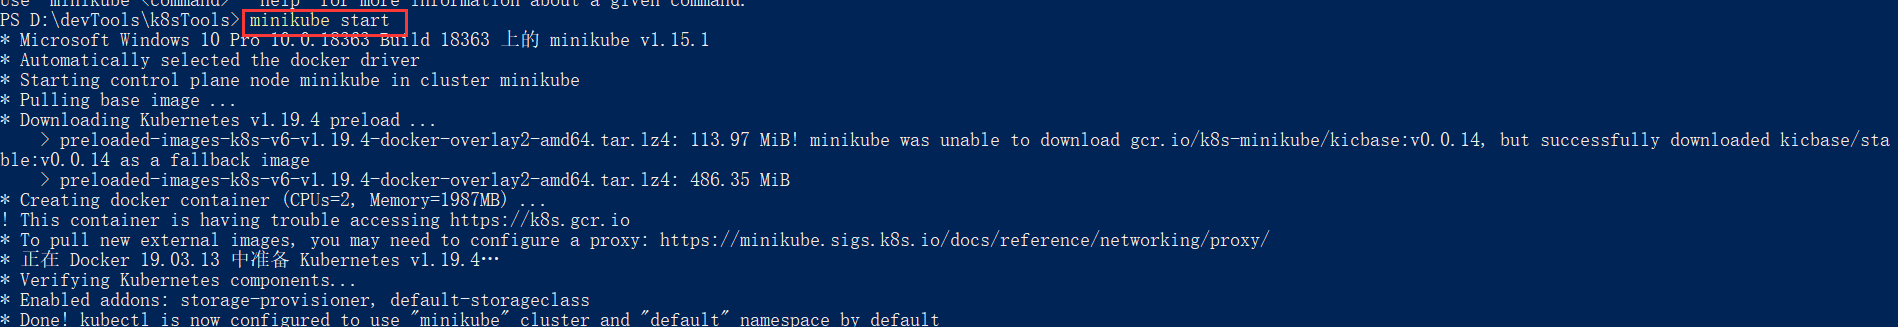 use "minikube <command> --help" for more information about a given command.
PS D:\devTools\k8sTools> minikube start
* Microsoft Windows 10 Pro 10.0.18363 Build 18363 上的 minikube v1.15.1
* Automatically selected the docker driver
* Starting control plane node minikube in cluster minikube
* Pulling base image ...
* Downloading Kubernetes v1.19.4 preload ...
    > preloaded-images-k8s-v6-v1.19.4-docker-overlay2-amd64.tar.lz4: 113.97 MiB! minikube was unable to download gcr.io/k8s-minikube/kicbase:v0.0.14, but successfully downloaded kicbase/sta
ble:v0.0.14 as a fallback image
    > preloaded-images-k8s-v6-v1.19.4-docker-overlay2-amd64.tar.lz4: 486.35 MiB
* Creating docker container (CPUs=2, Memory=1987MB) ...
! This container is having trouble accessing https://k8s.gcr.io
* To pull new external images, you may need to configure a proxy: https://minikube.sigs.k8s.io/docs/reference/networking/proxy/
* 正在 Docker 19.03.13 中准备 Kubernetes v1.19.4…
* Verifying Kubernetes components...
* Enabled addons: storage-provisioner, default-storageclass
* Done! kubectl is now configured to use "minikube" cluster and "default" namespace by default